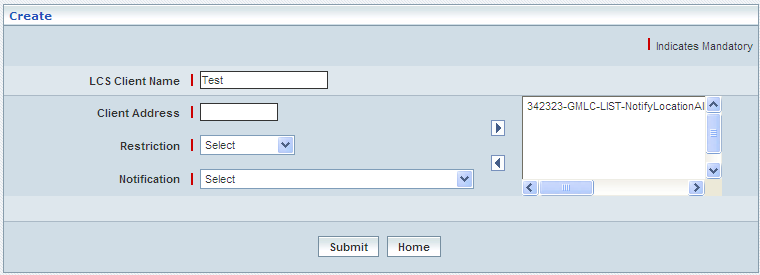 Create
Indicates Mandatory
LCS Client Name
Test
Client Address
342323-GMLC-LIST-NotifyLocationAl
Restriction
Select
Notification
Select
Submit
Home